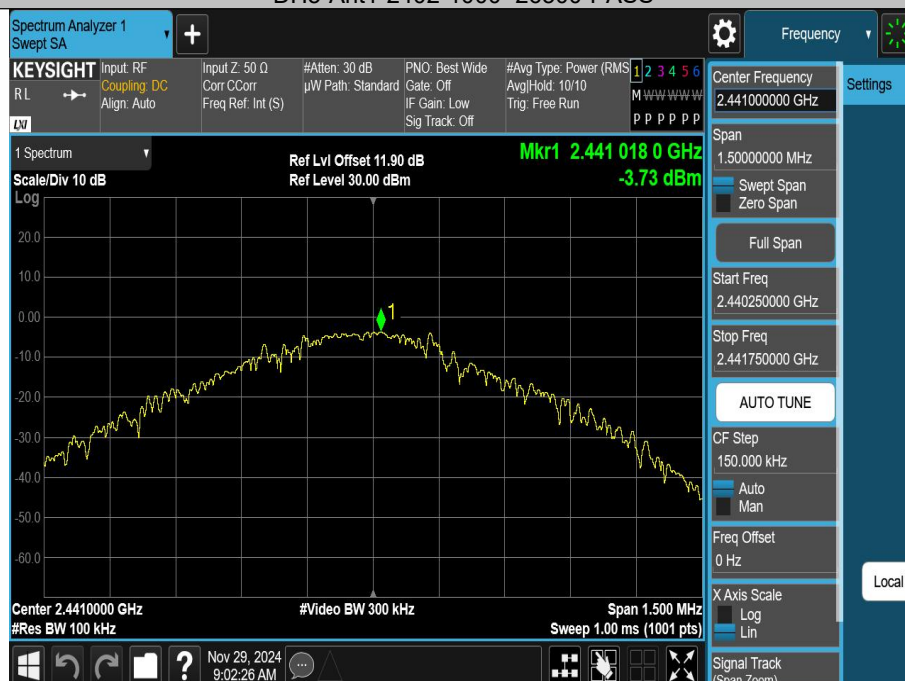 Spectrum Analyzer 1
Swept SA
Frequency
KEYSIGHT
RL
LXI
Input: RF
Coupling: DC
Align: Auto
Input Z: 50 Ω
Corr CCorr
Freq Ref: Int (S)
#Atten: 30 dB
µW Path: Standard
PNO: Best Wide
Gate: Off
IF Gain: Low
Sig Track: Off
#Avg Type: Power (RMS
Avg|Hold: 10/10
Trig: Free Run
1 2 3 4 5 6
M W W W W W
P P P P P P
1 Spectrum
Scale/Div 10 dB
Log
Ref Lvl Offset 11.90 dB
Ref Level 30.00 dBm
Mkr1 2.441 018 0 GHz
-3.73 dBm
20.0
10.0
0.00
-10.0
-20.0
-30.0
-40.0
-50.0
-60.0
1
Center 2.4410000 GHz
#Res BW 100 kHz
#Video BW 300 kHz
Span 1.500 MHz
Sweep 1.00 ms (1001 pts)
Nov 29, 2024
9:02:26 AM
Center Frequency
2.441000000 GHz
Span
1.50000000 MHz
Swept Span
Zero Span
Full Span
Start Freq
2.440250000 GHz
Stop Freq
2.441750000 GHz
AUTO TUNE
CF Step
150.000 kHz
Auto
Man
Freq Offset
0 Hz
X Axis Scale
Log
Lin
Signal Track
(Span Zoom)
Settings
Local